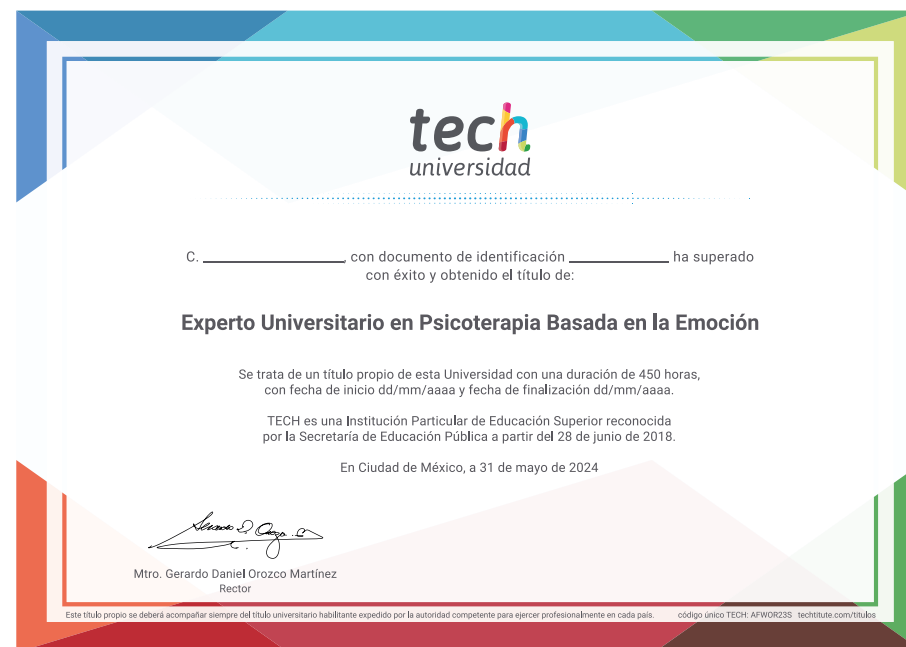 tech
universidad
C. ____________, con documento de identificación ____________ ha superado
con éxito y obtenido el título de:
Experto Universitario en Psicoterapia Basada en la Emoción
Se trata de un título propio de esta Universidad con una duración de 450 horas,
con fecha de inicio dd/mm/aaaa y fecha de finalización dd/mm/aaaa.
TECH es una Institución Particular de Educación Superior reconocida
por la Secretaría de Educación Pública a partir del 28 de junio de 2018.
En Ciudad de México, a 31 de mayo de 2024
Mtro. Gerardo Daniel Orozco Martínez
Rector
Este título propio se deberá acompañar siempre del título universitario habilitante expedido por la autoridad competente para ejercer profesionalmente en cada país. código único TECH: AFWOR23S techtitute.com/titulos